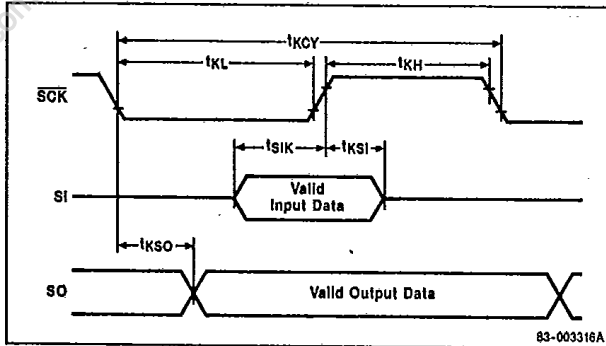 tKCY
tKL
tKH
SCK
tSIK
tKSI
SI
Valid
Input Data
tKSO
SO
Valid Output Data
83-003316A